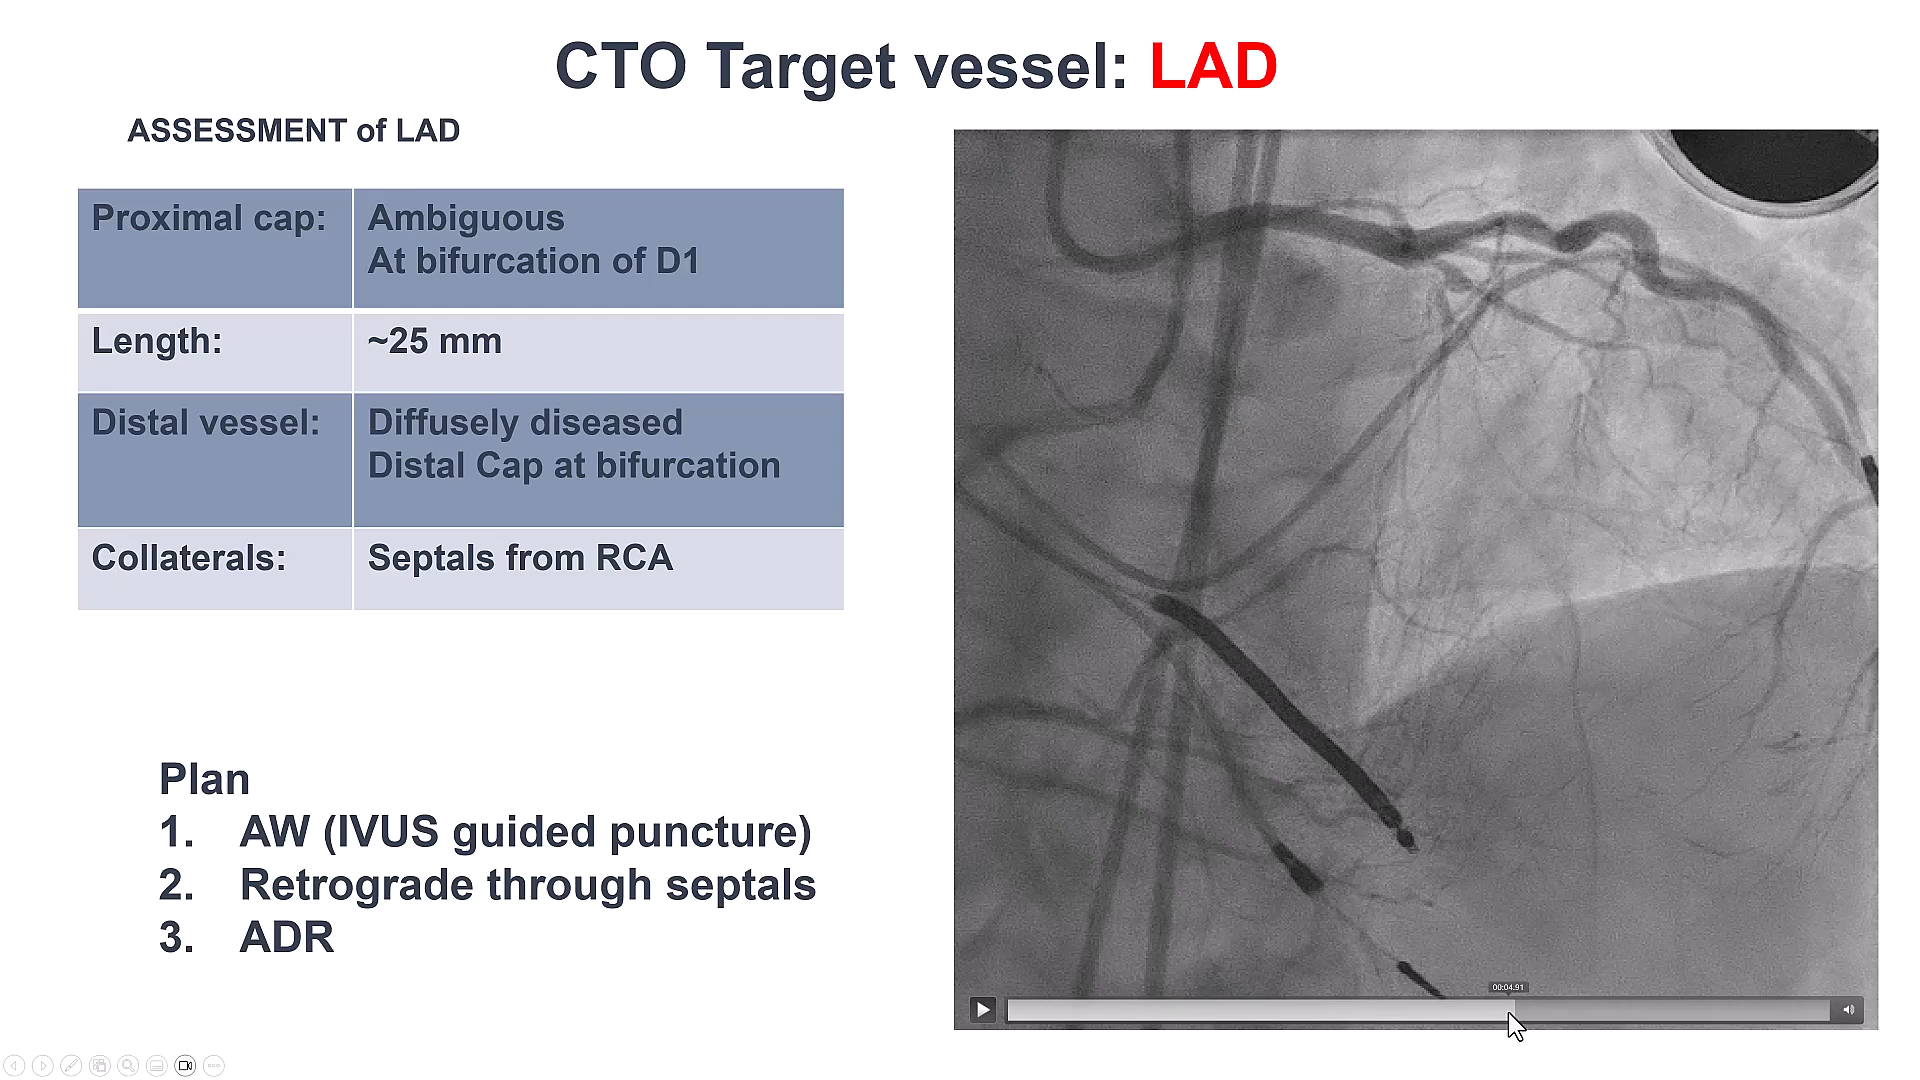 CTO Target vessel: LAD
ASSESSMENT of LAD
Proximal cap:
Ambiguous
At bifurcation of D1
Length:
~25 mm
Distal vessel:
Diffusely diseased
Distal Cap at bifurcation
Collaterals:
Septals from RCA
Plan
1. AW (IVUS guided puncture)
2. Retrograde through septals
3. ADR
00:04.91